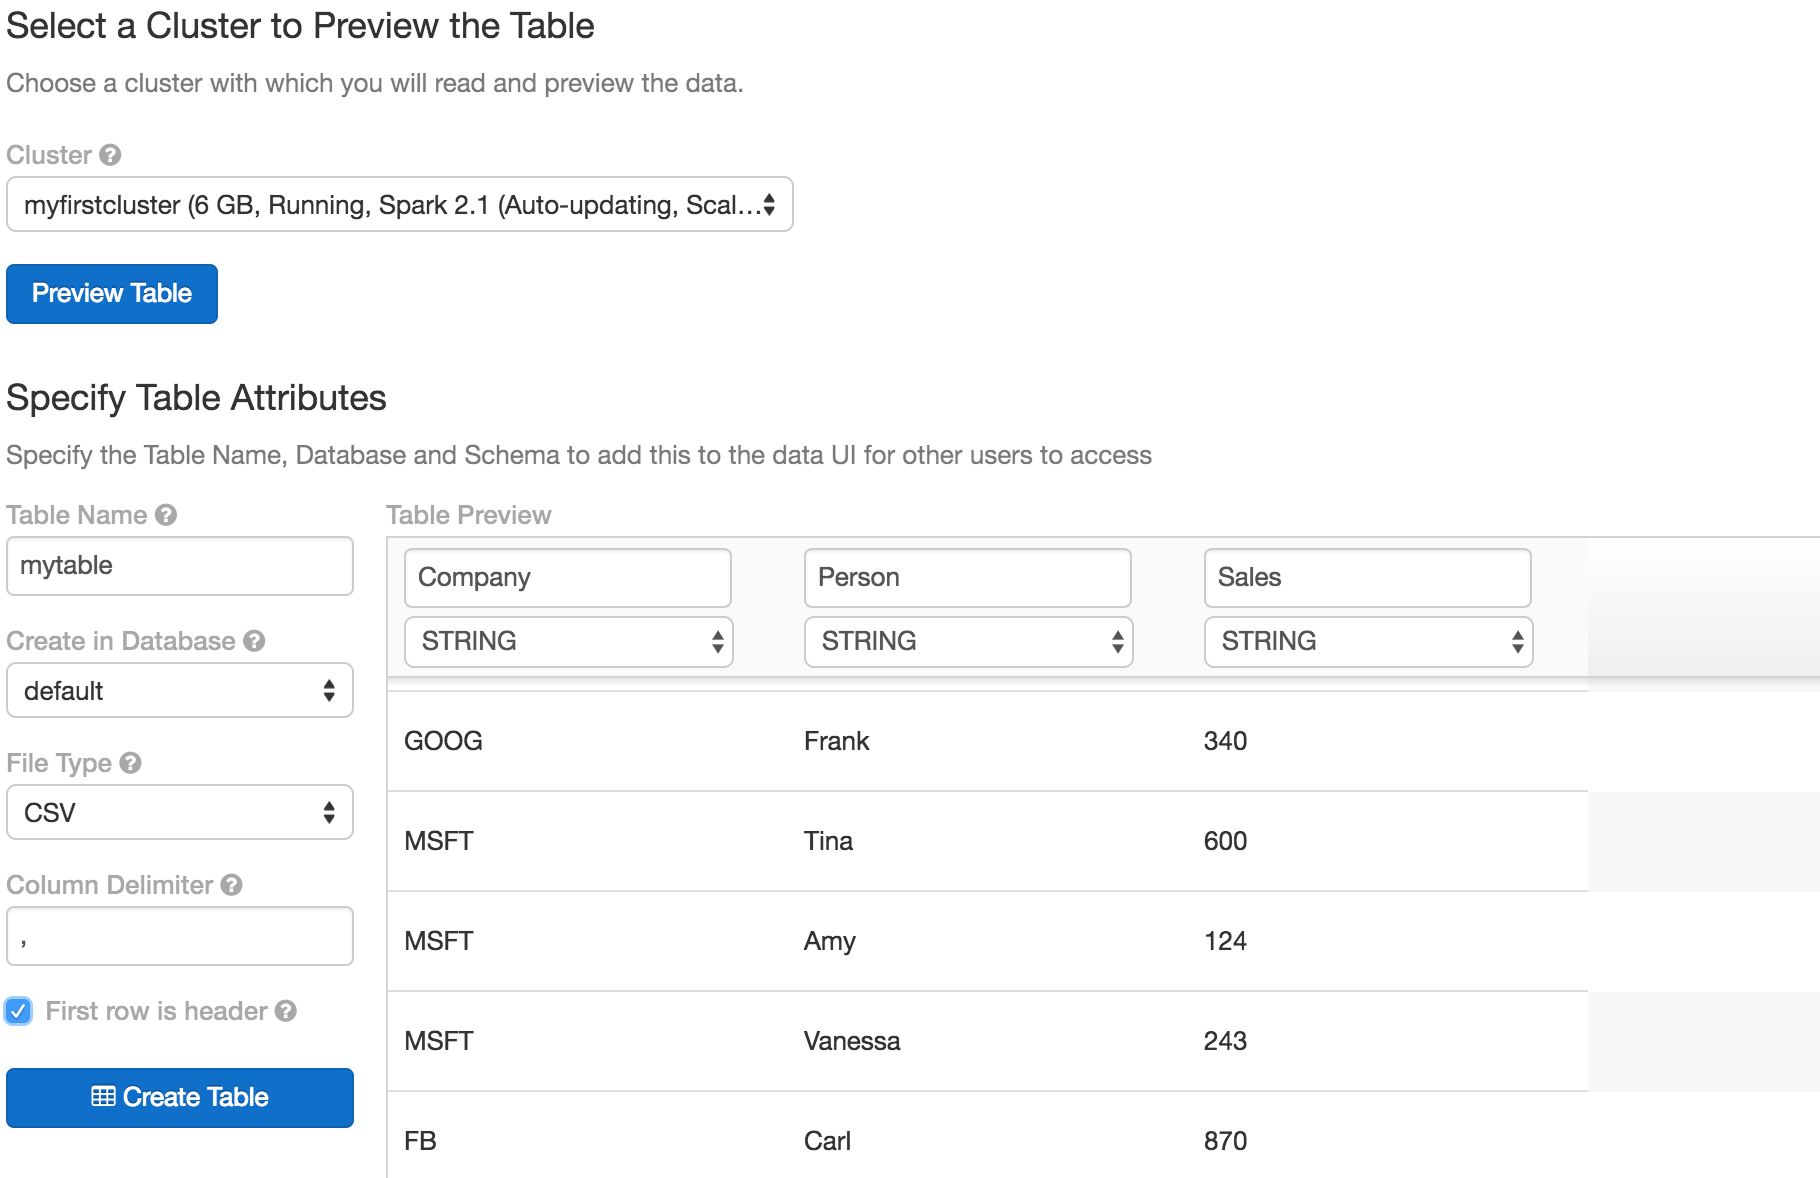 Select a Cluster to Preview the Table
Choose a cluster with which you will read and preview the data.
Cluster ?
myfirstcluster (6 GB, Running, Spark 2.1 (Auto-updating, Scal...
Preview Table
Specify Table Attributes
Specify the Table Name, Database and Schema to add this to the data UI for other users to access
Table Name ?
mytable
Create in Database ?
default
File Type ?
CSV
Column Delimiter ?
,
First row is header ?
Create Table
Table Preview
Company Person Sales
STRING STRING STRING
GOOG Frank 340
MSFT Tina 600
MSFT Amy 124
MSFT Vanessa 243
FB Carl 870